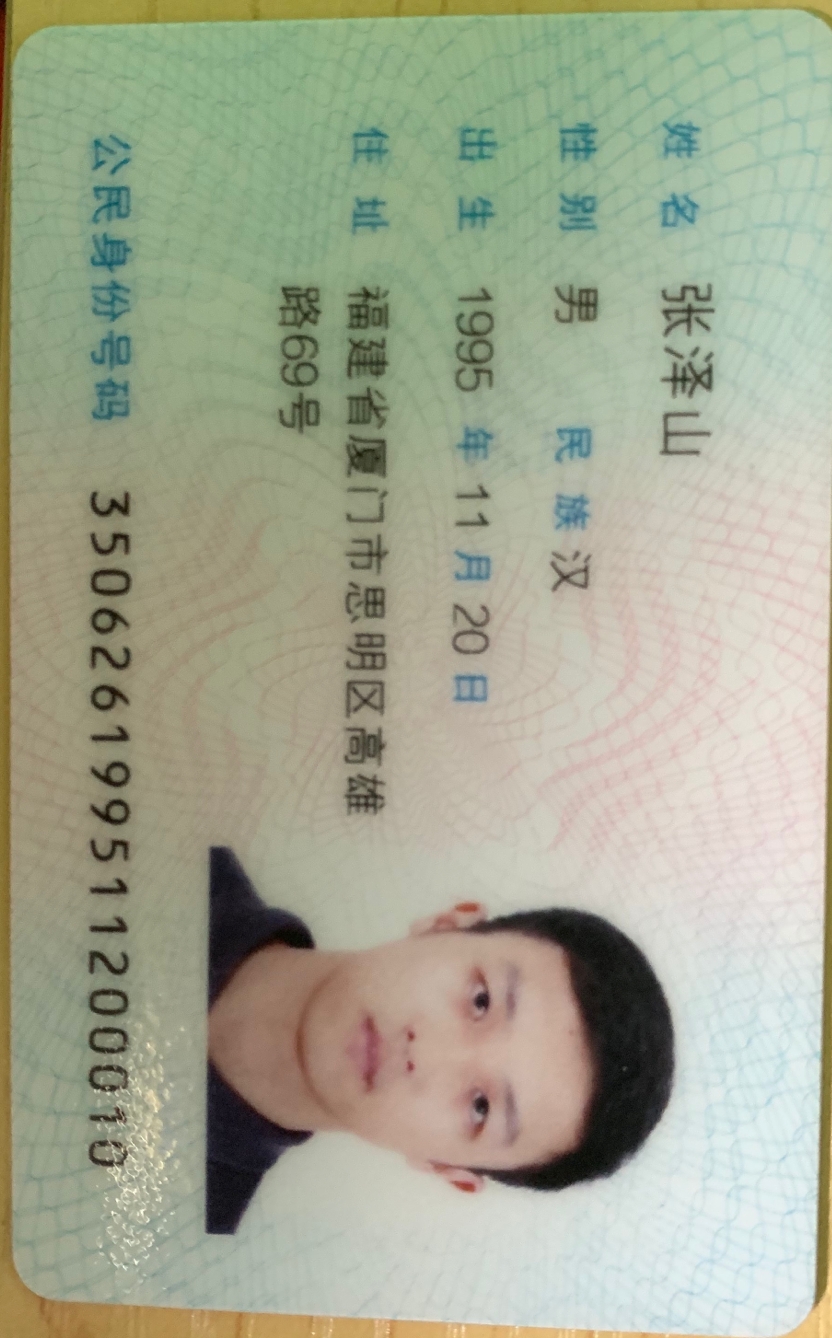 姓名 张泽山
性别 男 民族 汉
出生 1995 年 11 月 20 日
住址 福建省厦门市思明区高雄
路69号
公民身份号码 350626199511200010